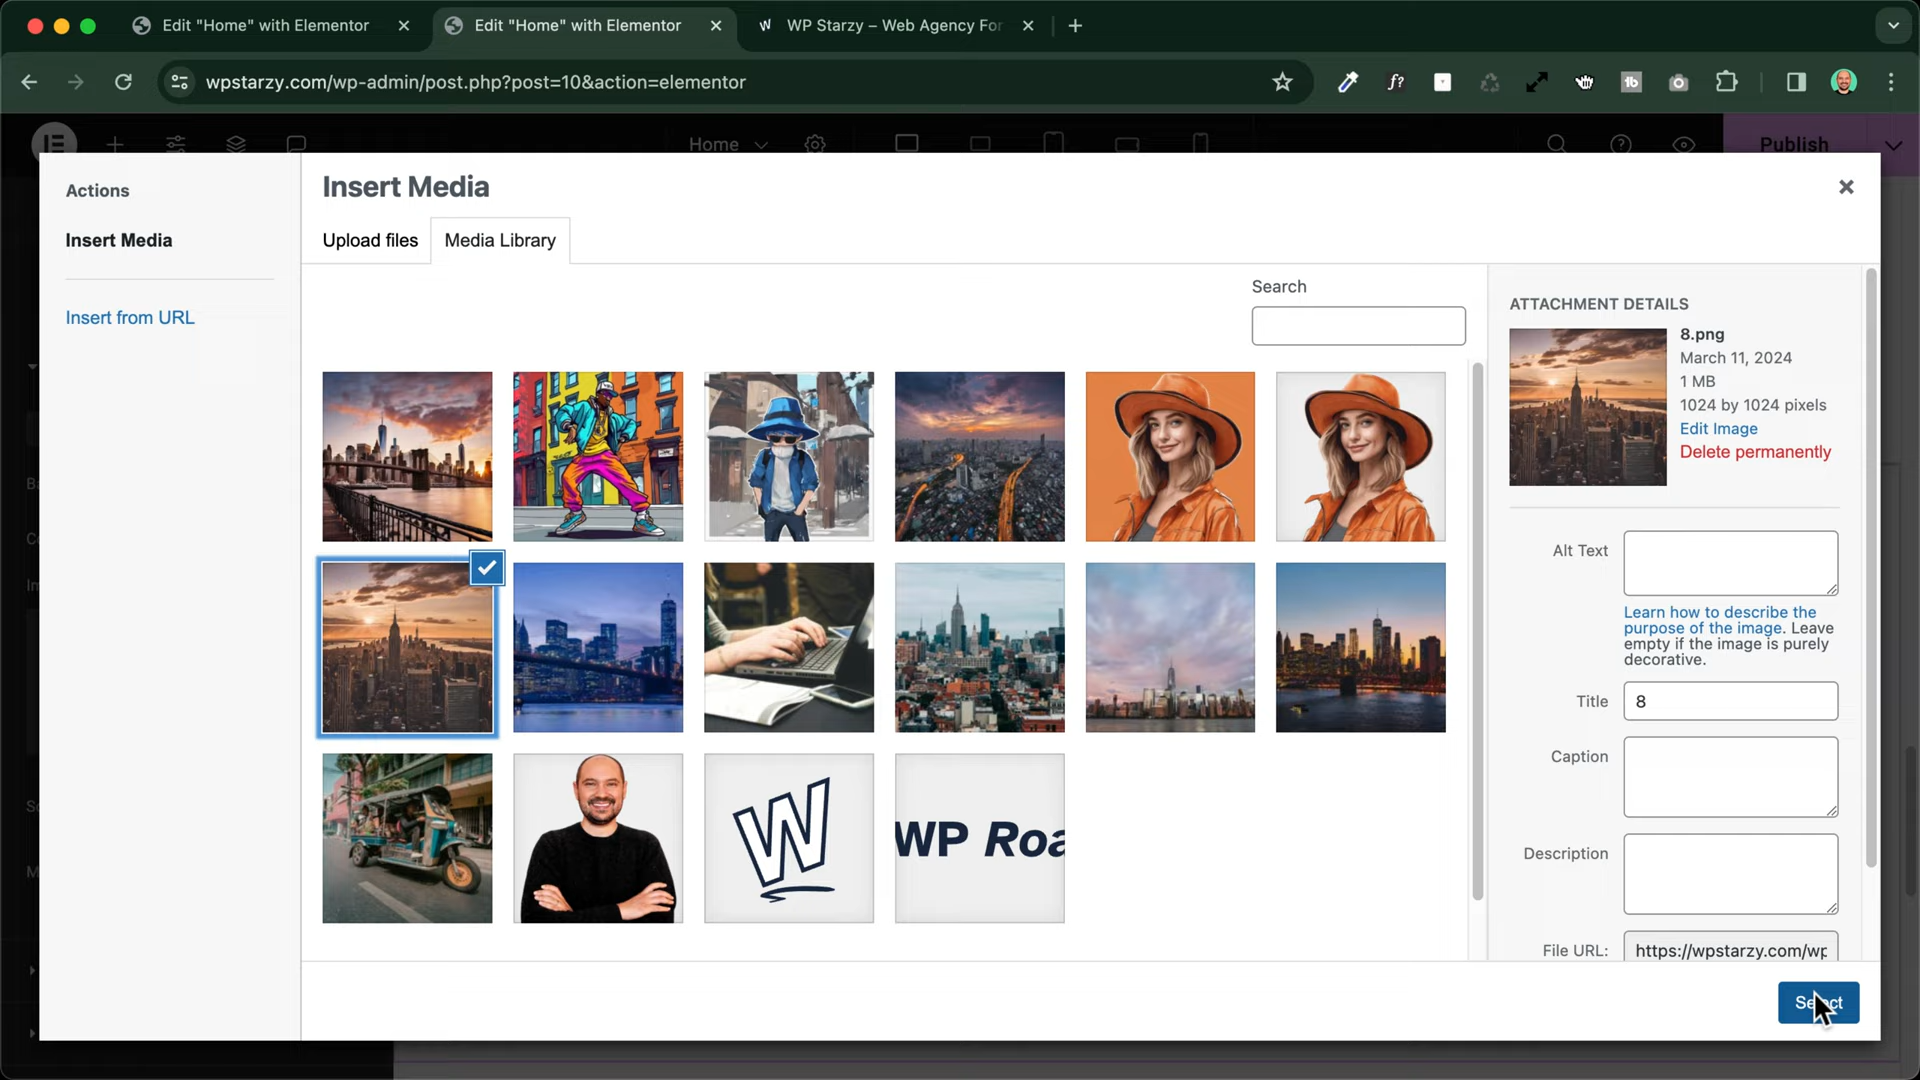 Edit "Home" with Elementor
Edit "Home" with Elementor
WP Starzy – Web Agency For
wpstarzy.com/wp-admin/post.php?post=10&action=elementor
f?
tb
Home
Publish
Actions
Insert Media
Insert from URL
Insert Media
Upload files
Media Library
Search
W
WP Roa
ATTACHMENT DETAILS
8.png
March 11, 2024
1 MB
1024 by 1024 pixels
Edit Image
Delete permanently
Alt Text
Learn how to describe the
purpose of the image. Leave
empty if the image is purely
decorative.
Title
8
Caption
Description
File URL:
https://wpstarzy.com/wp
Select